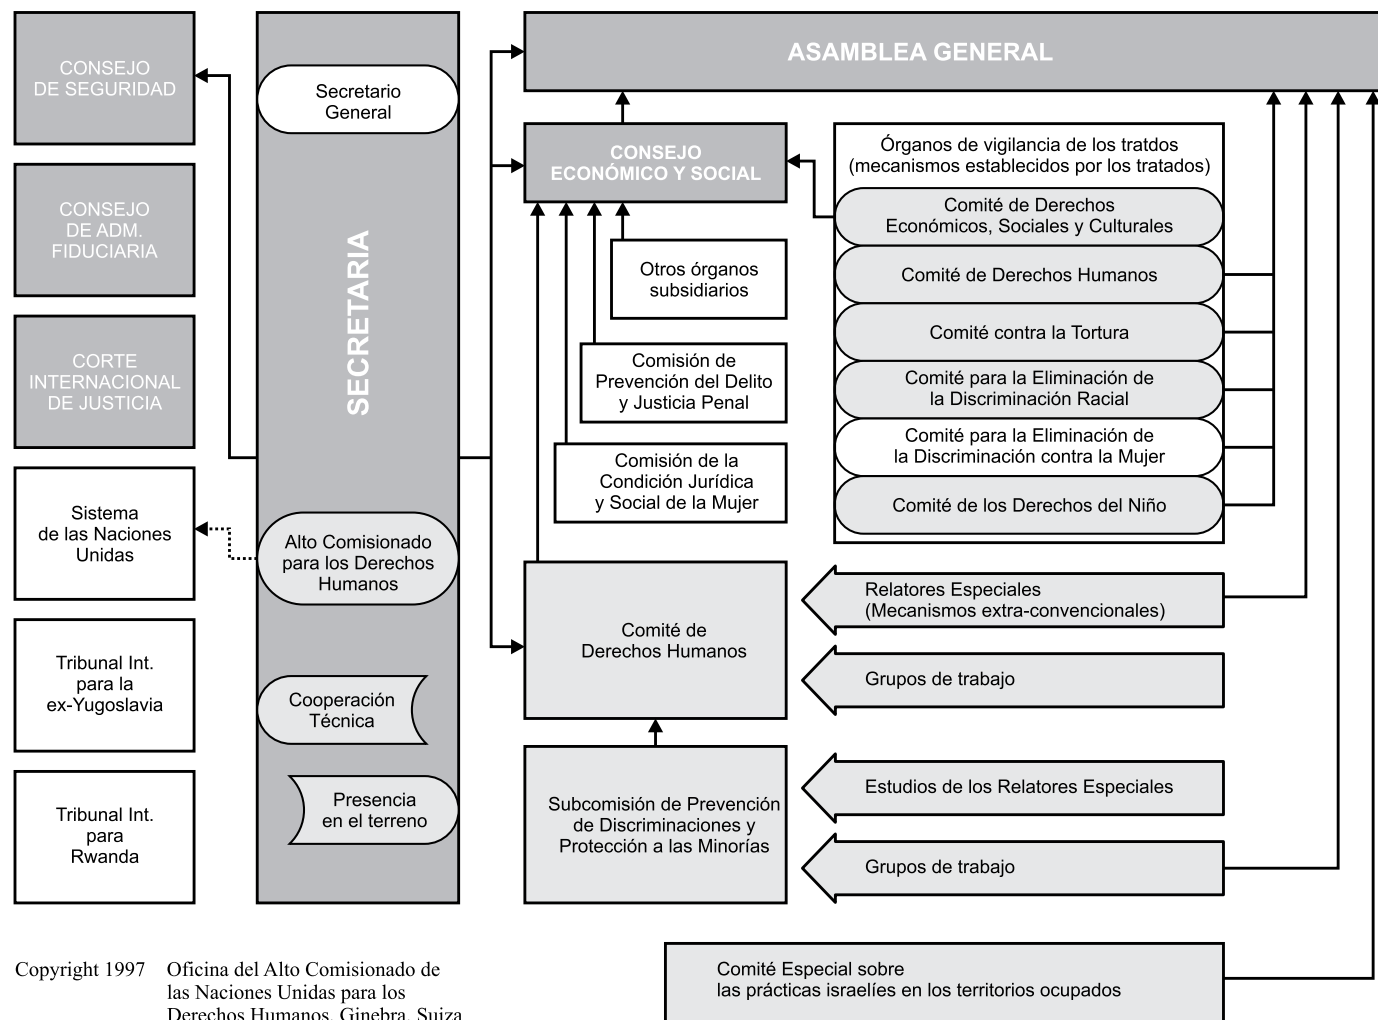 CONSEJO
DE SEGURIDAD
CONSEJO
DE ADM.
FIDUCIARIA
CORTE
INTERNACIONAL
DE JUSTICIA
Sistema
de las Naciones
Unidas
Tribunal Int.
para la
ex-Yugoslavia
Tribunal Int.
para
Rwanda
Secretario
General
SECRETARIA
Alto Comisionado
para los Derechos
Humanos
Cooperación
Técnica
Presencia
en el terreno
ASAMBLEA GENERAL
CONSEJO
ECONÓMICO Y SOCIAL
Otros órganos
subsidiarios
Comisión de
Prevención del Delito
y Justicia Penal
Comisión de la
Condición Jurídica
y Social de la Mujer
Comité de
Derechos Humanos
Subcomisión de Prevención
de Discriminaciones y
Protección a las Minorías
Órganos de vigilancia de los tratdos
(mecanismos establecidos por los tratados)
Comité de Derechos
Económicos, Sociales y Culturales
Comité de Derechos Humanos
Comité contra la Tortura
Comité para la Eliminación de
la Discriminación Racial
Comité para la Eliminación de
la Discriminación contra la Mujer
Comité de los Derechos del Niño
Relatores Especiales
(Mecanismos extra-convencionales)
Grupos de trabajo
Estudios de los Relatores Especiales
Grupos de trabajo
Comité Especial sobre
las prácticas israelíes en los territorios ocupados
Copyright 1997 Oficina del Alto Comisionado de
las Naciones Unidas para los
Derechos Humanos, Ginebra, Suiza